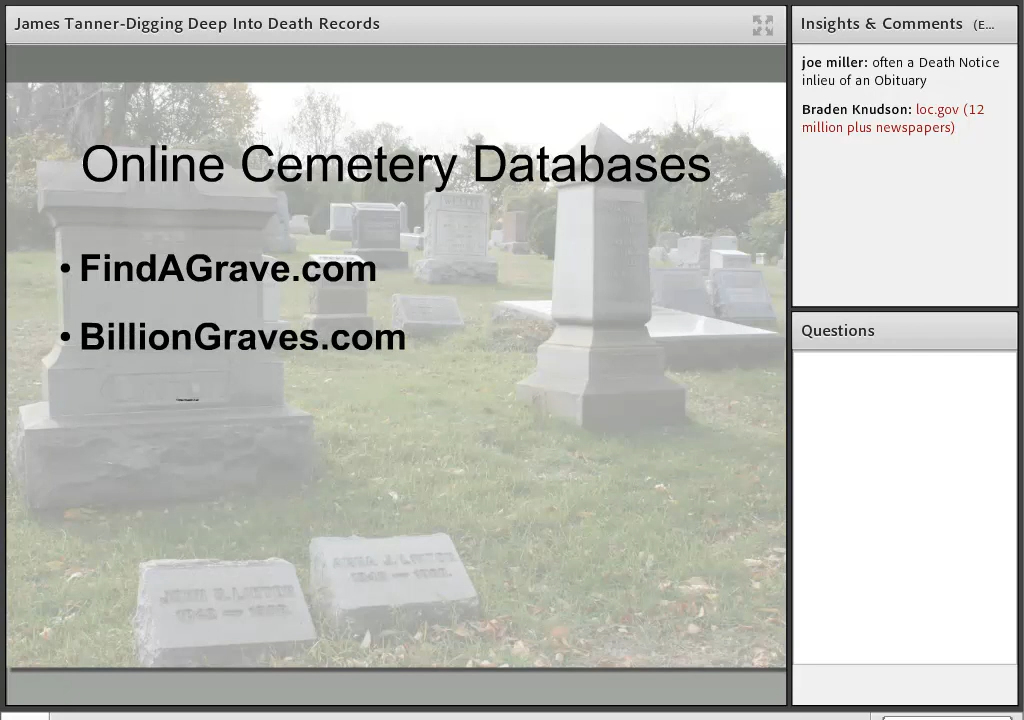 James Tanner-Digging Deep Into Death Records
Online Cemetery Databases
• FindAGrave.com
• BillionGraves.com
Insights & Comments (E...
joe miller: often a Death Notice
inlieu of an Obituary
Braden Knudson: loc.gov (12
million plus newspapers)
Questions